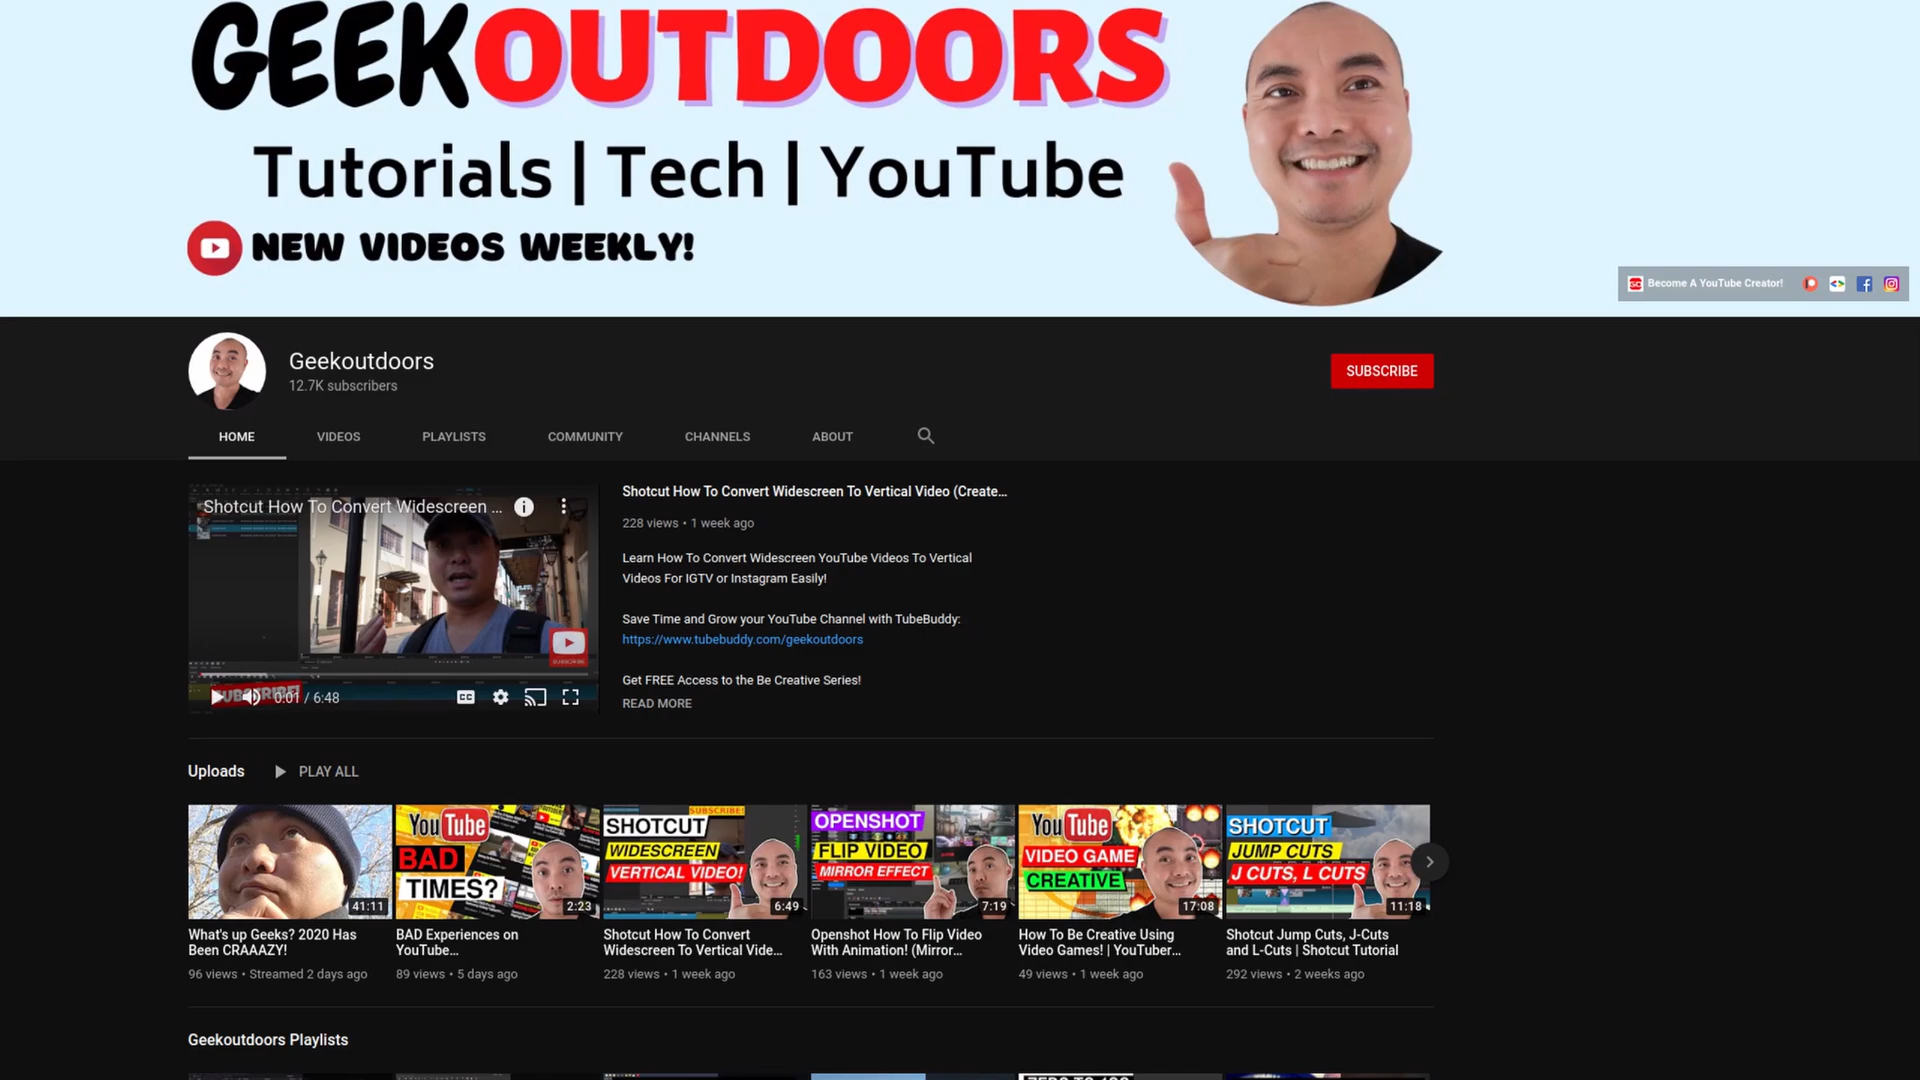 GEEKOUTDOORS
Tutorials | Tech | YouTube
NEW VIDEOS WEEKLY!
Become A YouTube Creator!
Geekoutdoors
12.7K subscribers
SUBSCRIBE
HOME VIDEOS PLAYLISTS COMMUNITY CHANNELS ABOUT
Shotcut How To Convert Widescreen ...
SUBSCRIBE!
0:01 / 6:48
CC
Shotcut How To Convert Widescreen To Vertical Video (Create...
228 views • 1 week ago
Learn How To Convert Widescreen YouTube Videos To Vertical
Videos For IGTV or Instagram Easily!
Save Time and Grow your YouTube Channel with TubeBuddy:
https://www.tubebuddy.com/geekoutdoors
Get FREE Access to the Be Creative Series!
READ MORE
Uploads PLAY ALL
41:11
What's up Geeks? 2020 Has
Been CRAAAZY!
96 views • Streamed 2 days ago
YouTube
BAD
TIMES?
2:23
BAD Experiences on
YouTube...
89 views • 5 days ago
SUBSCRIBE!
SHOTCUT
WIDESCREEN
VERTICAL VIDEO!
6:49
Shotcut How To Convert
Widescreen To Vertical Vide...
228 views • 1 week ago
OPENSHOT
FLIP VIDEO
MIRROR EFFECT
7:19
Openshot How To Flip Video
With Animation! (Mirror...
163 views • 1 week ago
YouTube
VIDEO GAME
CREATIVE
17:08
How To Be Creative Using
Video Games! | YouTuber...
49 views • 1 week ago
SHOTCUT
JUMP CUTS
J CUTS, L CUTS
11:18
Shotcut Jump Cuts, J-Cuts
and L-Cuts | Shotcut Tutorial
292 views • 2 weeks ago
Geekoutdoors Playlists